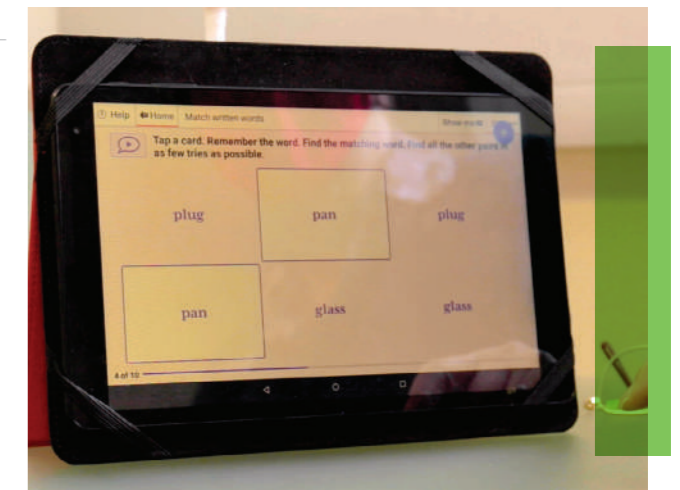 Help Home Match written words
Tap a card. Remember the word. Find the matching word. Find all the other pairs in
as few tries as possible.
plug pan plug
pan glass glass
4 of 10